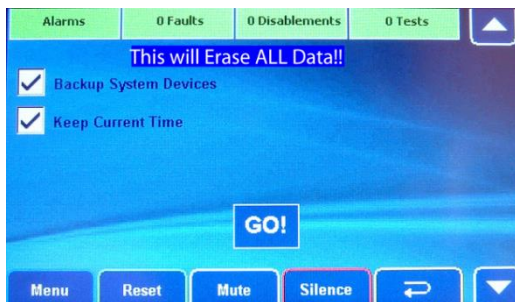 Alarms 0 Faults 0 Disablements 0 Tests
This will Erase ALL Data!!
Backup System Devices
Keep Current Time
GO!
Menu Reset Mute Silence